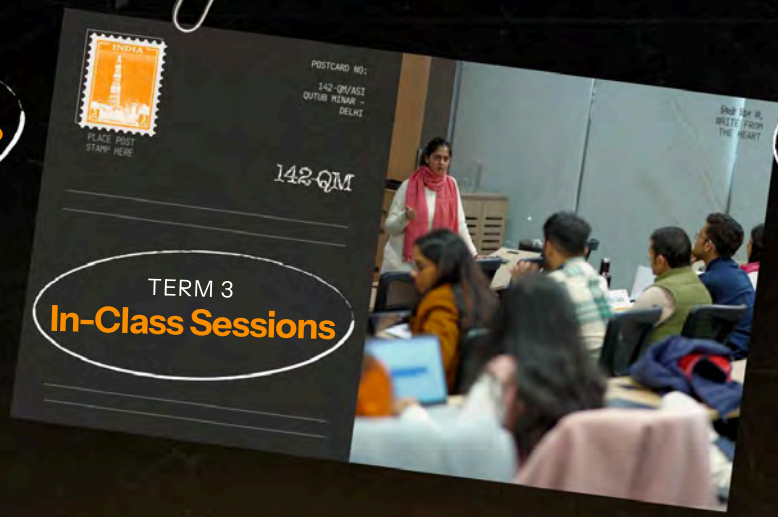 INDIA
PLACE POST
STAMP HERE
POSTCARD NO:
142-QM/ASI
QUTUB MINAR -
DELHI
142-QM
TERM 3
In-Class Sessions
दिल से,
WRITE FROM
THE HEART